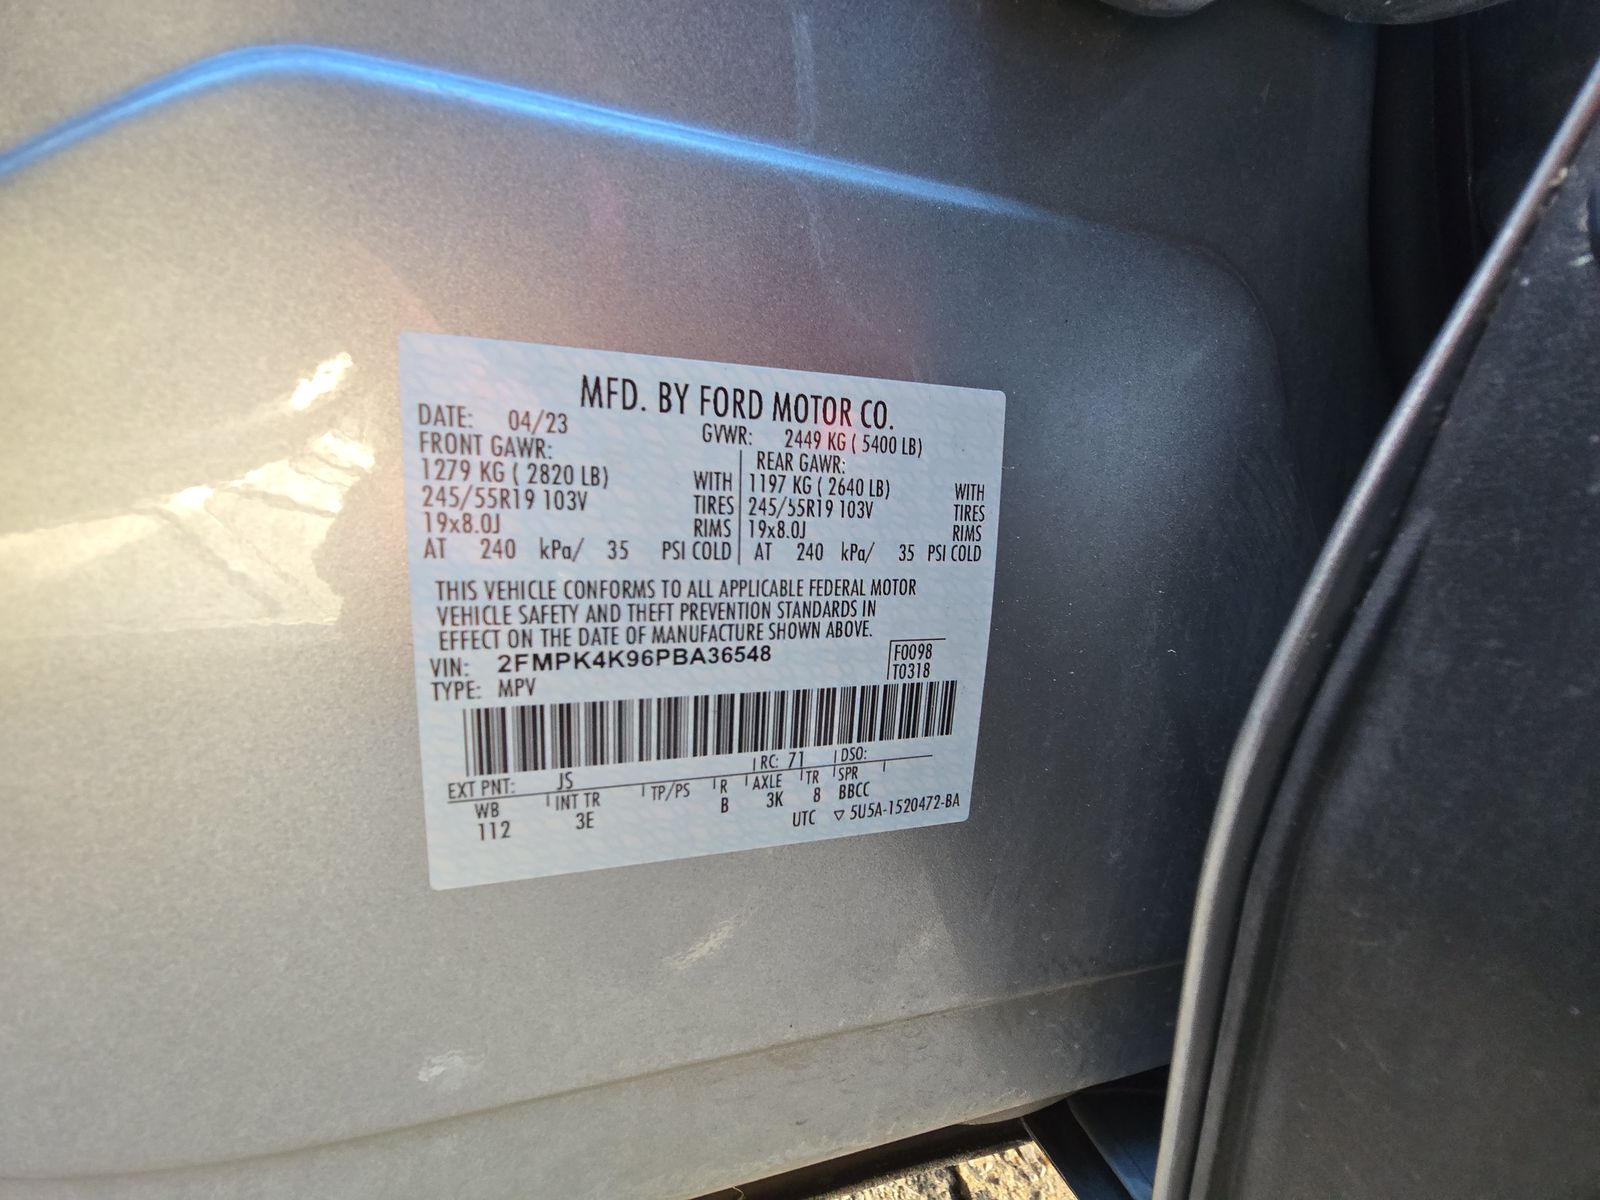 MFD. BY FORD MOTOR CO.
DATE: 04/23 GVWR: 2449 KG ( 5400 LB)
FRONT GAWR: REAR GAWR:
1279 KG ( 2820 LB) WITH 1197 KG ( 2640 LB) WITH
245/55R19 103V TIRES 245/55R19 103V TIRES
19x8.0J RIMS 19x8.0J RIMS
AT 240 kPa/ 35 PSI COLD AT 240 kPa/ 35 PSI COLD
THIS VEHICLE CONFORMS TO ALL APPLICABLE FEDERAL MOTOR
VEHICLE SAFETY AND THEFT PREVENTION STANDARDS IN
EFFECT ON THE DATE OF MANUFACTURE SHOWN ABOVE.
VIN: 2FMPK4K96PBA36548 F0098
TYPE: MPV T0318
EXT PNT: JS RC: 71 DSO:
WB INT TR TP/PS R AXLE TR SPR
112 3E B 3K 8 BBCC
UTC ▽ 5U5A-1520472-BA